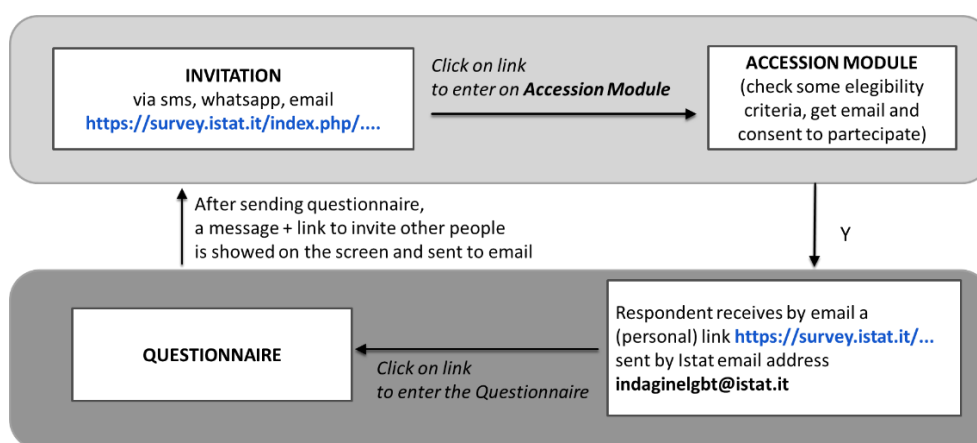 INVITATION
via sms, whatsapp, email
https://survey.istat.it/index.php/....
Click on link
to enter on Accession Module
ACCESSION MODULE
(check some elegibility
criteria, get email and
consent to partecipate)
After sending questionnaire,
a message + link to invite other people
is showed on the screen and sent to email
Y
QUESTIONNAIRE
Click on link
to enter the Questionnaire
Respondent receives by email a
(personal) link https://survey.istat.it/...
sent by Istat email address
indaginelgbt@istat.it